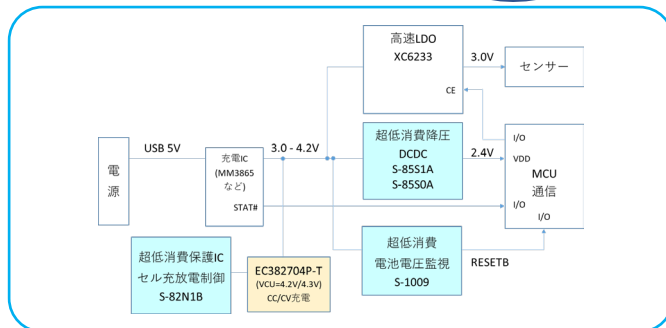 高速LDO
XC6233
CE
3.0V
センサー
USB 5V
電
源
充電IC
(MM3865
など)
STAT#
3.0 - 4.2V
超低消費降圧
DCDC
S-85S1A
S-85S0A
2.4V
I/O
VDD
MCU
通信
I/O
I/O
超低消費保護IC
セル充放電制御
S-82N1B
EC382704P-T
(VCU=4.2V/4.3V)
CC/CV充電
超低消費
電池電圧監視
S-1009
RESETB